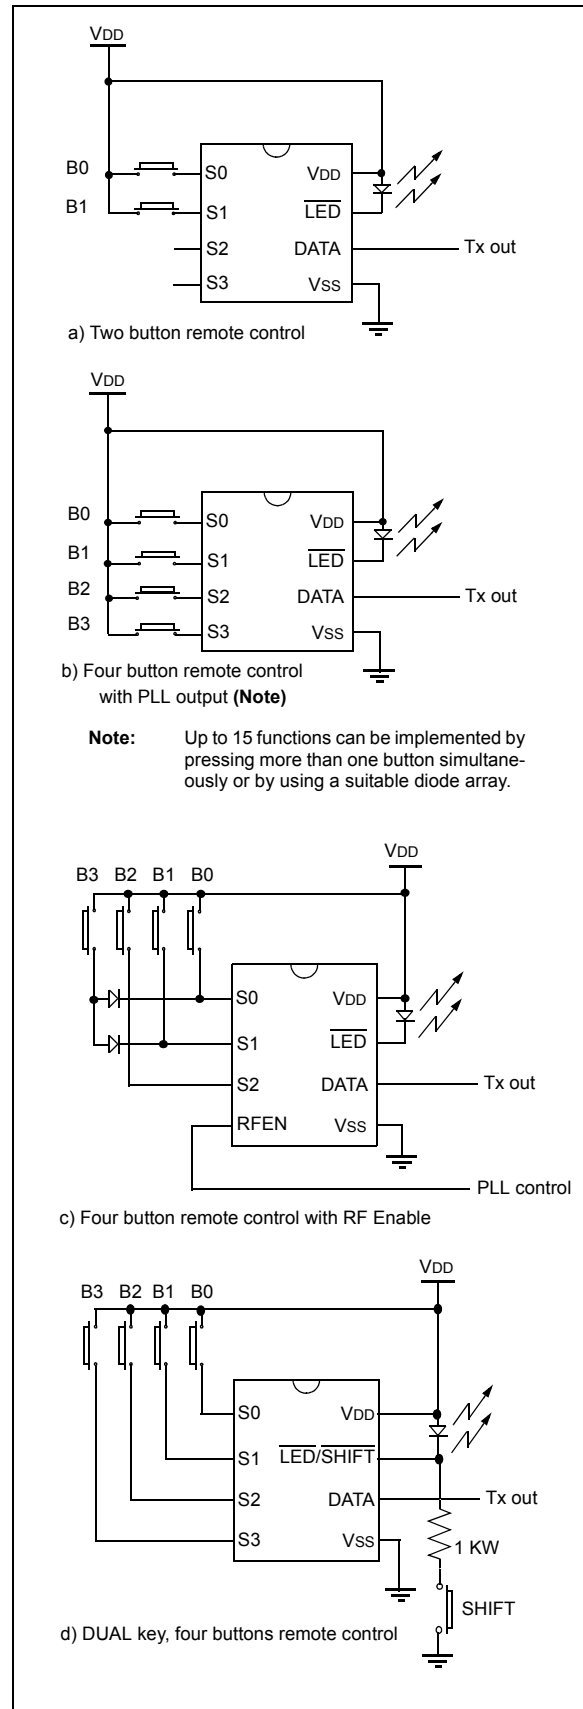 VDD
B0
S0
VDD
B1
S1
LED
S2
DATA
Tx out
S3
VSS
a) Two button remote control
VDD
B0
S0
VDD
B1
S1
LED
B2
S2
DATA
Tx out
B3
S3
VSS
b) Four button remote control
with PLL output (Note)
Note: Up to 15 functions can be implemented by
pressing more than one button simultane-
ously or by using a suitable diode array.
VDD
B3 B2 B1 B0
S0
VDD
S1
LED
S2
DATA
Tx out
RFEN
VSS
PLL control
c) Four button remote control with RF Enable
VDD
B3 B2 B1 B0
S0
VDD
S1
LED/SHIFT
S2
DATA
Tx out
S3
VSS
1 KW
SHIFT
d) DUAL key, four buttons remote control